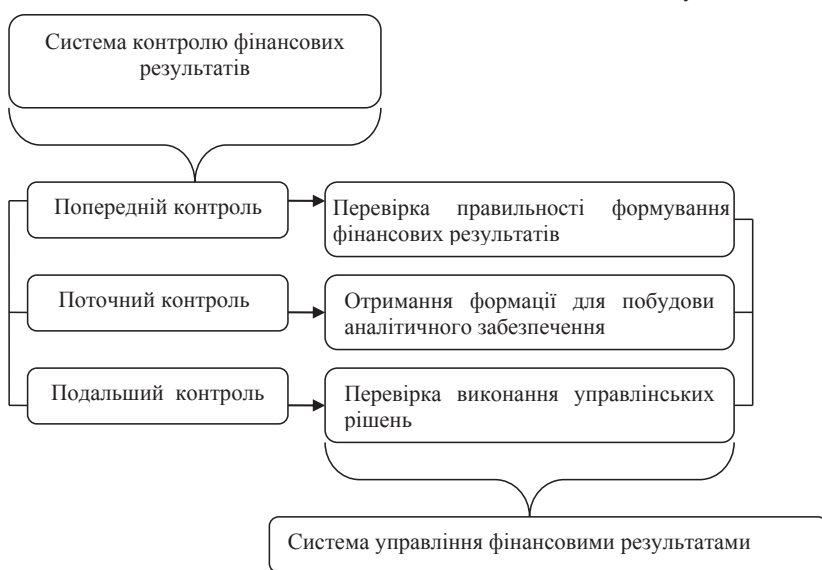 Система контролю фінансових
результатів
Попередній контроль
Перевірка правильності формування
фінансових результатів
Поточний контроль
Отримання формації для побудови
аналітичного забезпечення
Подальший контроль
Перевірка виконання управлінських
рішень
Система управління фінансовими результатами